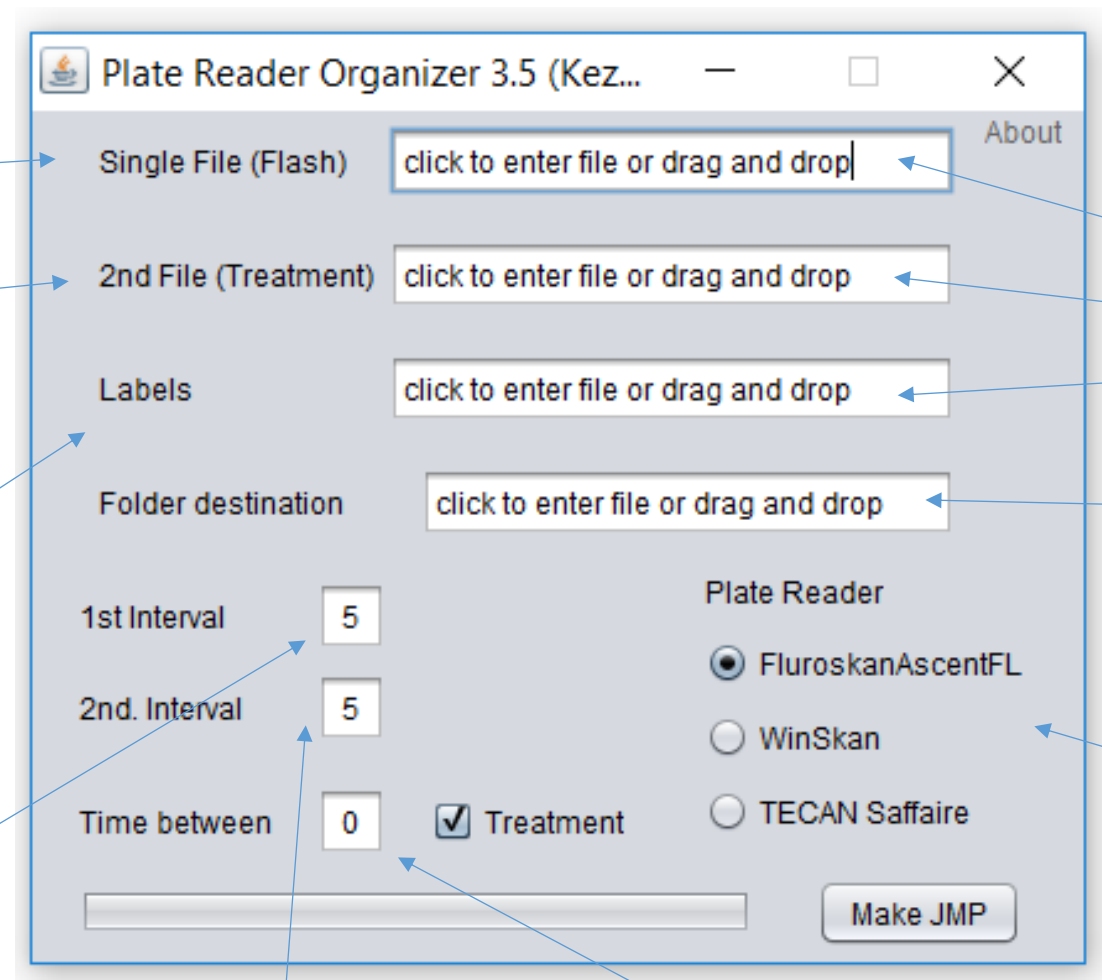 Plate Reader Organizer 3.5 (Kez...
About
Single File (Flash) click to enter file or drag and drop
2nd File (Treatment) click to enter file or drag and drop
Labels click to enter file or drag and drop
Folder destination click to enter file or drag and drop
Plate Reader
1st Interval 5
FluroskanAscentFL
2nd. Interval 5
WinSkan
Time between 0 Treatment
TECAN Saffaire
Make JMP